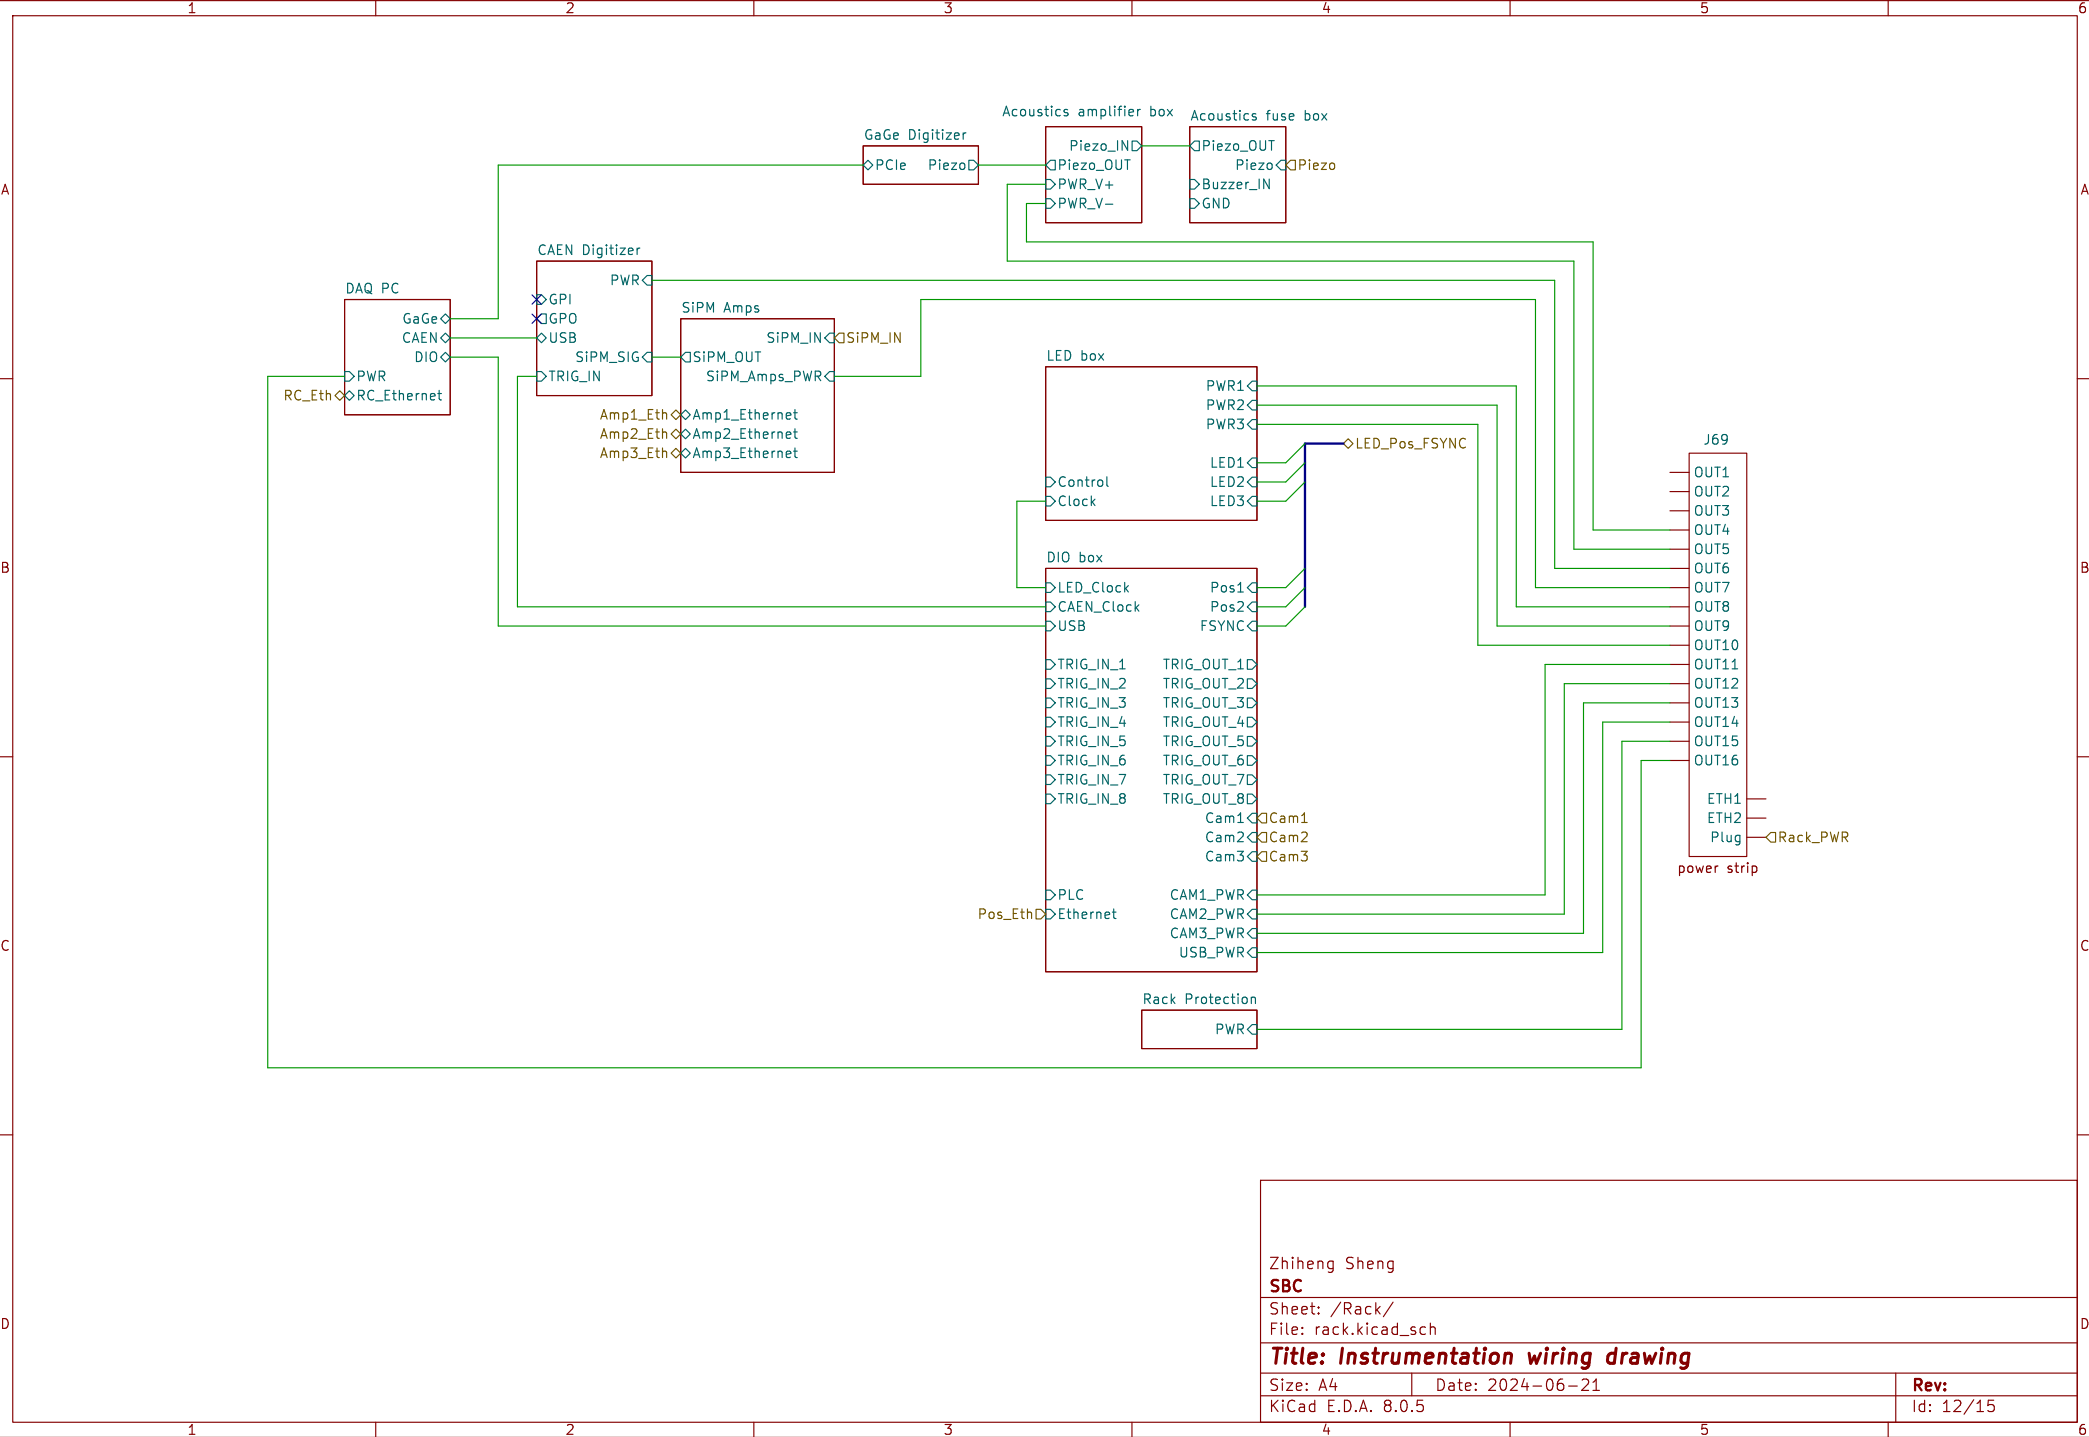 1 2 3 4 5 6
A A
B B
C C
D D
Acoustics amplifier box
Piezo_IN
Piezo_OUT
PWR_V+
PWR_V-
Acoustics fuse box
Piezo_OUT
Piezo
Buzzer_IN
GND
Piezo
GaGe Digitizer
PCIe Piezo
CAEN Digitizer
PWR
GPI
GPO
USB
SiPM_SIG
TRIG_IN
DAQ PC
GaGe
CAEN
DIO
PWR
RC_Eth
RC_Ethernet
SiPM Amps
SiPM_IN
SiPM_IN
SiPM_OUT
SiPM_Amps_PWR
Amp1_Eth
Amp1_Ethernet
Amp2_Eth
Amp2_Ethernet
Amp3_Eth
Amp3_Ethernet
LED box
PWR1
PWR2
PWR3
LED1
Control LED2
Clock LED3
LED_Pos_FSYNC
DIO box
LED_Clock Pos1
CAEN_Clock Pos2
USB FSYNC
TRIG_IN_1 TRIG_OUT_1
TRIG_IN_2 TRIG_OUT_2
TRIG_IN_3 TRIG_OUT_3
TRIG_IN_4 TRIG_OUT_4
TRIG_IN_5 TRIG_OUT_5
TRIG_IN_6 TRIG_OUT_6
TRIG_IN_7 TRIG_OUT_7
TRIG_IN_8 TRIG_OUT_8
Cam1 Cam1
Cam2 Cam2
Cam3 Cam3
PLC CAM1_PWR
Pos_Eth Ethernet CAM2_PWR
CAM3_PWR
USB_PWR
Rack Protection
PWR
J69
OUT1
OUT2
OUT3
OUT4
OUT5
OUT6
OUT7
OUT8
OUT9
OUT10
OUT11
OUT12
OUT13
OUT14
OUT15
OUT16
ETH1
ETH2
Plug Rack_PWR
power strip
Zhiheng Sheng
SBC
Sheet: /Rack/
File: rack.kicad_sch
Title: Instrumentation wiring drawing
Size: A4 Date: 2024-06-21 Rev:
KiCad E.D.A. 8.0.5 Id: 12/15
1 2 3 4 5 6